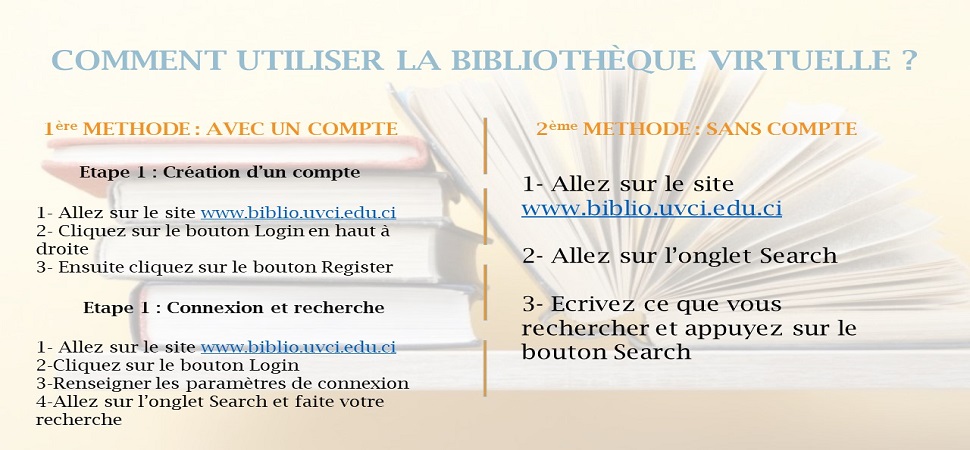 COMMENT UTILISER LA BIBLIOTHÈQUE VIRTUELLE ?
1ère METHODE : AVEC UN COMPTE
Etape 1 : Création d’un compte
1- Allez sur le site www.biblio.uvci.edu.ci
2- Cliquez sur le bouton Login en haut à
droite
3- Ensuite cliquez sur le bouton Register
Etape 1 : Connexion et recherche
1- Allez sur le site www.biblio.uvci.edu.ci
2-Cliquez sur le bouton Login
3-Renseigner les paramètres de connexion
4-Allez sur l’onglet Search et faite votre
recherche
2ème METHODE : SANS COMPTE
1- Allez sur le site
www.biblio.uvci.edu.ci
2- Allez sur l’onglet Search
3- Ecrivez ce que vous
rechercher et appuyez sur le
bouton Search